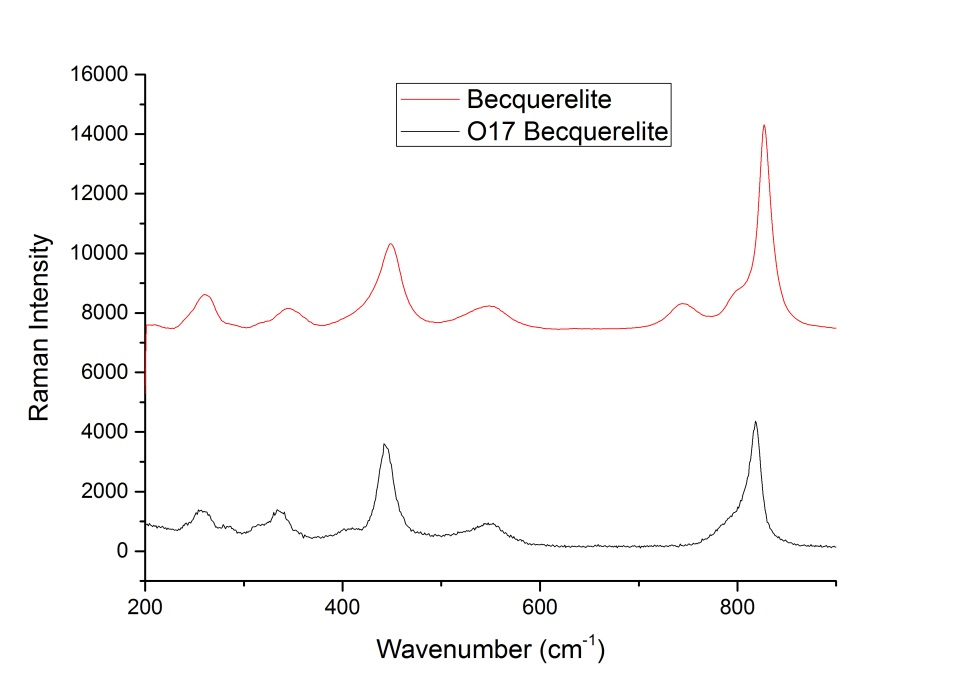 16000
14000
12000
10000
8000
6000
4000
2000
0
Raman Intensity
Becquerelite
O17 Becquerelite
200 400 600 800
Wavenumber (cm⁻¹)